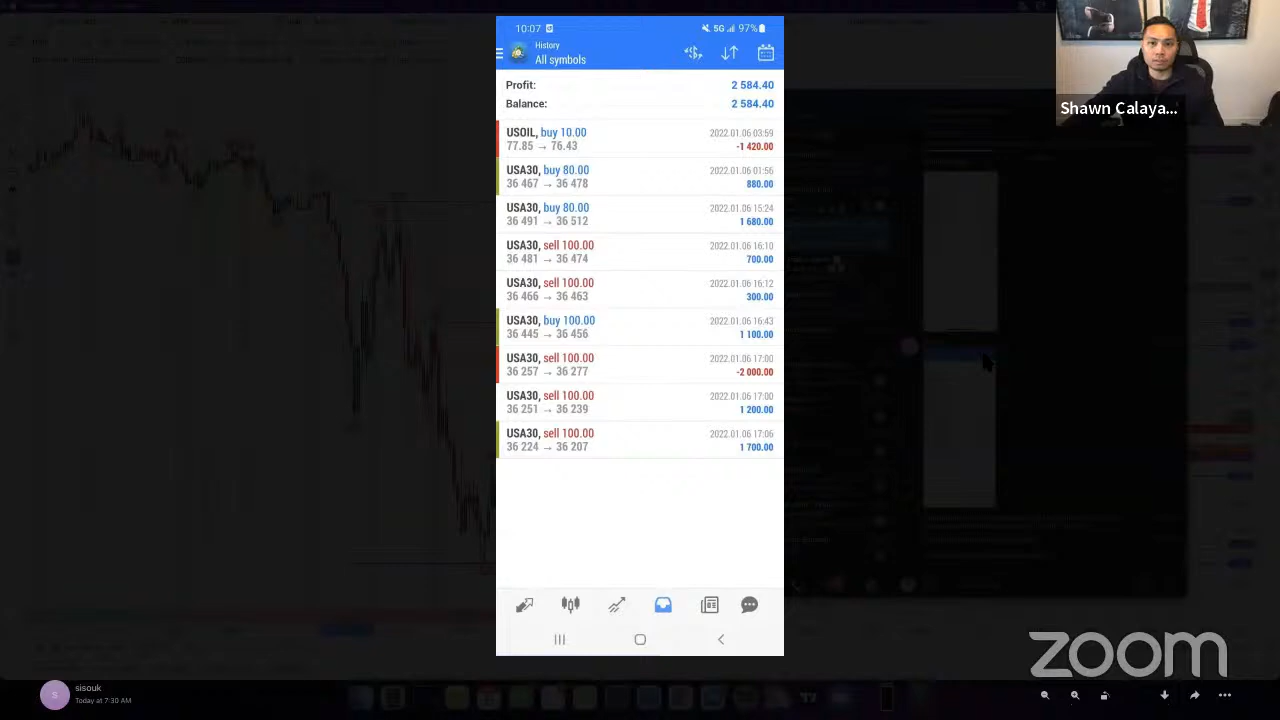 10:07
5G 97%
History
All symbols
Profit: 2 584.40
Balance: 2 584.40
USOIL, buy 10.00 2022.01.06 03:59
77.85 → 76.43 -1 420.00
USA30, buy 80.00 2022.01.06 01:56
36 467 → 36 478 880.00
USA30, buy 80.00 2022.01.06 15:24
36 491 → 36 512 1 680.00
USA30, sell 100.00 2022.01.06 16:10
36 481 → 36 474 700.00
USA30, sell 100.00 2022.01.06 16:12
36 466 → 36 463 300.00
USA30, buy 100.00 2022.01.06 16:43
36 445 → 36 456 1 100.00
USA30, sell 100.00 2022.01.06 17:00
36 257 → 36 277 -2 000.00
USA30, sell 100.00 2022.01.06 17:00
36 251 → 36 239 1 200.00
USA30, sell 100.00 2022.01.06 17:06
36 224 → 36 207 1 700.00
Shawn Calaya...
zoom
S
sisouk
Today at 7:30 AM